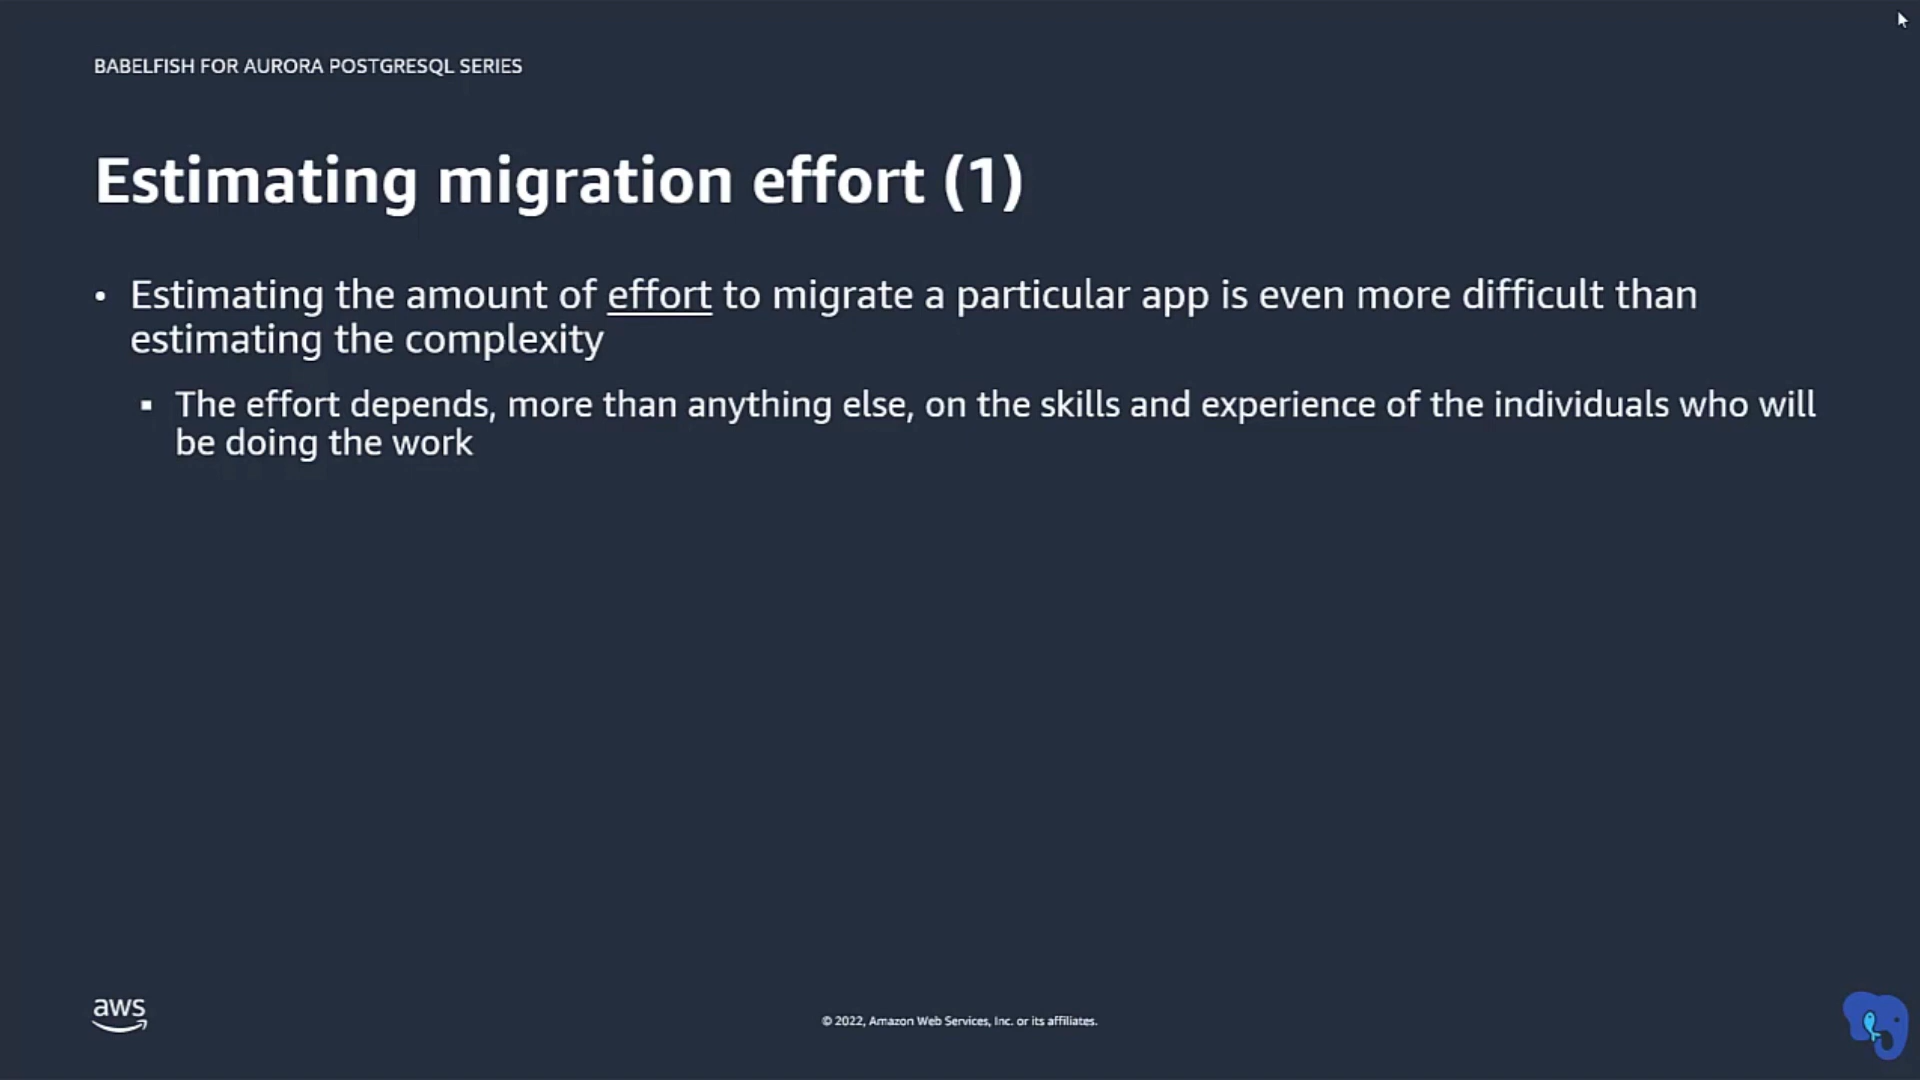 BABELFISH FOR AURORA POSTGRESQL SERIES
Estimating migration effort (1)
• Estimating the amount of effort to migrate a particular app is even more difficult than
estimating the complexity
▪ The effort depends, more than anything else, on the skills and experience of the individuals who will
be doing the work
aws
© 2022, Amazon Web Services, Inc. or its affiliates.